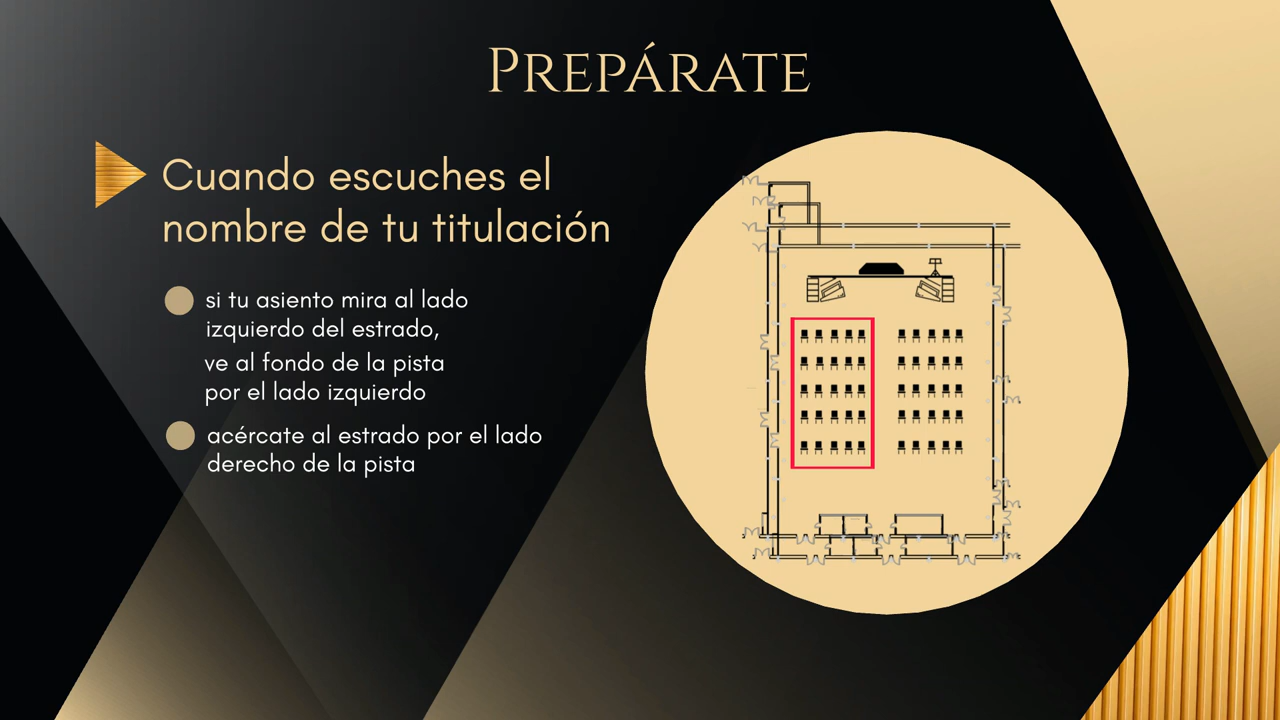 PREPÁRATE
Cuando escuches el
nombre de tu titulación
si tu asiento mira al lado
izquierdo del estrado,
ve al fondo de la pista
por el lado izquierdo
acércate al estrado por el lado
derecho de la pista